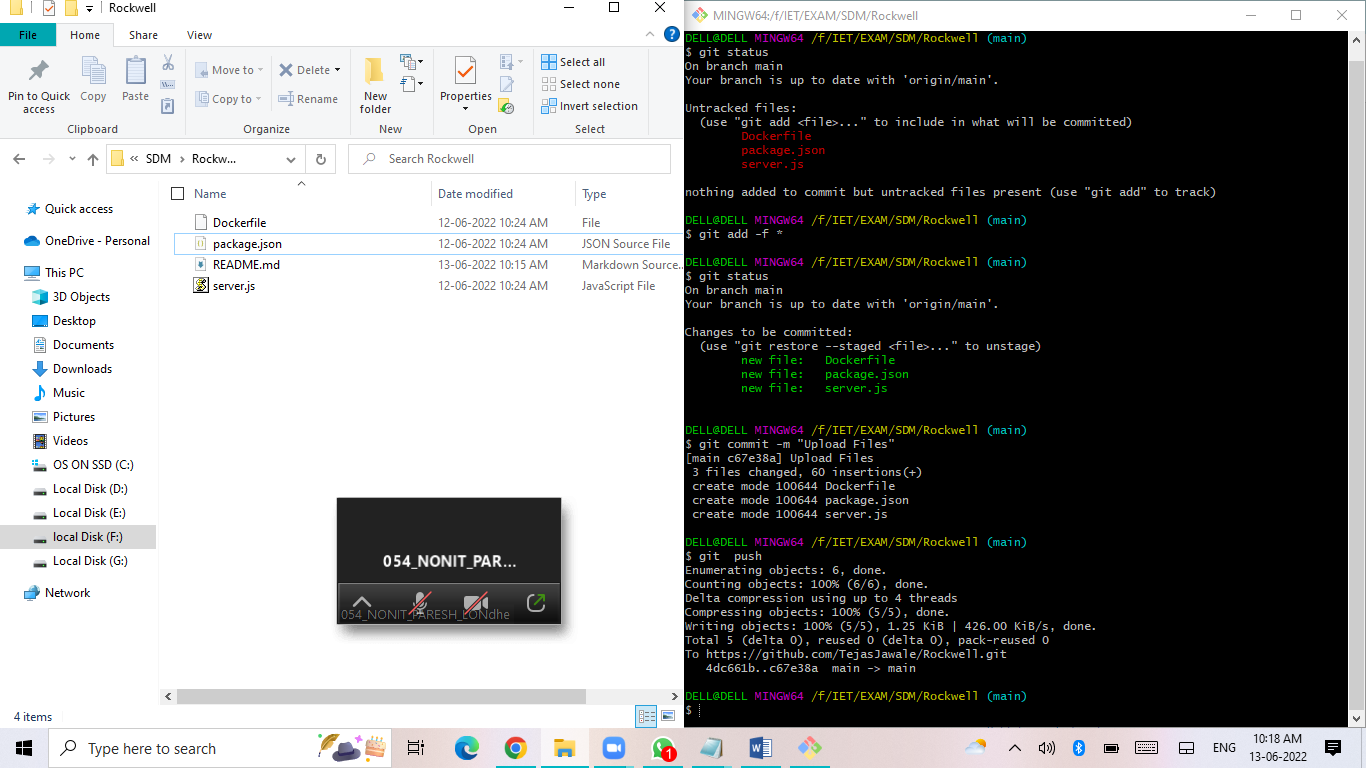 Rockwell
File
Home
Share
View
Pin to Quick access
Copy
Paste
Move to
Copy to
Delete
Rename
New folder
Properties
Select all
Select none
Invert selection
Clipboard
Organize
New
Open
Select
« SDM > Rockw...
Search Rockwell
Quick access
OneDrive - Personal
This PC
3D Objects
Desktop
Documents
Downloads
Music
Pictures
Videos
OS ON SSD (C:)
Local Disk (D:)
Local Disk (E:)
local Disk (F:)
Local Disk (G:)
Network
Name Date modified Type
Dockerfile 12-06-2022 10:24 AM File
package.json 12-06-2022 10:24 AM JSON Source File
README.md 13-06-2022 10:15 AM Markdown Source...
server.js 12-06-2022 10:24 AM JavaScript File
054_NONIT_PAR...
054_NONIT_PARESH_LONdhe
4 items
MINGW64:/f/IET/EXAM/SDM/Rockwell
DELL@DELL MINGW64 /f/IET/EXAM/SDM/Rockwell (main)
$ git status
On branch main
Your branch is up to date with 'origin/main'.
Untracked files:
(use "git add <file>..." to include in what will be committed)
Dockerfile
package.json
server.js
nothing added to commit but untracked files present (use "git add" to track)
DELL@DELL MINGW64 /f/IET/EXAM/SDM/Rockwell (main)
$ git add -f *
DELL@DELL MINGW64 /f/IET/EXAM/SDM/Rockwell (main)
$ git status
On branch main
Your branch is up to date with 'origin/main'.
Changes to be committed:
(use "git restore --staged <file>..." to unstage)
new file: Dockerfile
new file: package.json
new file: server.js
DELL@DELL MINGW64 /f/IET/EXAM/SDM/Rockwell (main)
$ git commit -m "Upload Files"
[main c67e38a] Upload Files
3 files changed, 60 insertions(+)
create mode 100644 Dockerfile
create mode 100644 package.json
create mode 100644 server.js
DELL@DELL MINGW64 /f/IET/EXAM/SDM/Rockwell (main)
$ git  push
Enumerating objects: 6, done.
Counting objects: 100% (6/6), done.
Delta compression using up to 4 threads
Compressing objects: 100% (5/5), done.
Writing objects: 100% (5/5), 1.25 KiB | 426.00 KiB/s, done.
Total 5 (delta 0), reused 0 (delta 0), pack-reused 0
To https://github.com/TejasJawale/Rockwell.git
4dc661b..c67e38a  main -> main
DELL@DELL MINGW64 /f/IET/EXAM/SDM/Rockwell (main)
$
Type here to search
1
ENG
10:18 AM
13-06-2022